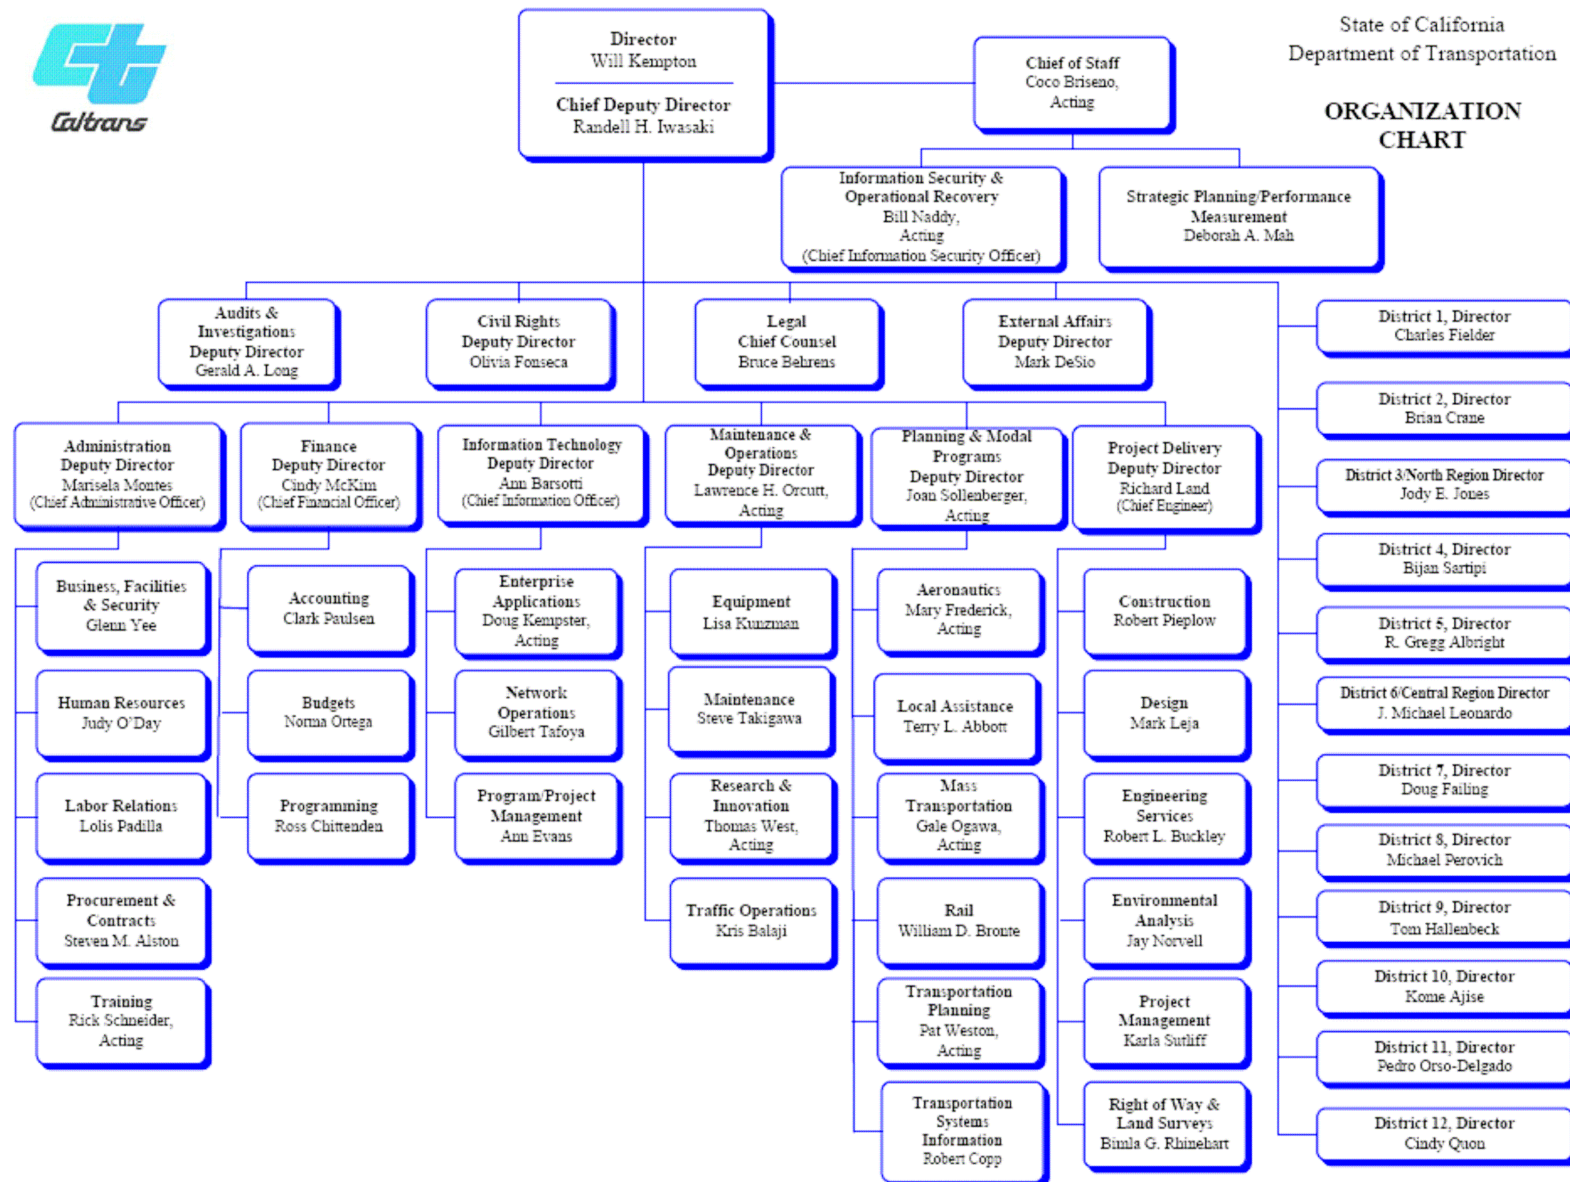 Caltrans
State of California
Department of Transportation
ORGANIZATION
CHART
Director
Will Kempton
Chief Deputy Director
Randell H. Iwasaki
Chief of Staff
Coco Briseno,
Acting
Information Security &
Operational Recovery
Bill Naddy,
Acting
(Chief Information Security Officer)
Strategic Planning/Performance
Measurement
Deborah A. Mah
Audits &
Investigations
Deputy Director
Gerald A. Long
Civil Rights
Deputy Director
Olivia Fonseca
Legal
Chief Counsel
Bruce Behrens
External Affairs
Deputy Director
Mark DeSio
Administration
Deputy Director
Marisela Montes
(Chief Administrative Officer)
Finance
Deputy Director
Cindy McKim
(Chief Financial Officer)
Information Technology
Deputy Director
Ann Barsotti
(Chief Information Officer)
Maintenance &
Operations
Deputy Director
Lawrence H. Orcutt,
Acting
Planning & Modal
Programs
Deputy Director
Joan Sollenberger,
Acting
Project Delivery
Deputy Director
Richard Land
(Chief Engineer)
Business, Facilities
& Security
Glenn Yee
Human Resources
Judy O'Day
Labor Relations
Lolis Padilla
Procurement &
Contracts
Steven M. Alston
Training
Rick Schneider,
Acting
Accounting
Clark Paulsen
Budgets
Norma Ortega
Programming
Ross Chittenden
Enterprise
Applications
Doug Kempster,
Acting
Network
Operations
Gilbert Tafoya
Program/Project
Management
Ann Evans
Equipment
Lisa Kunzman
Maintenance
Steve Takigawa
Research &
Innovation
Thomas West,
Acting
Traffic Operations
Kris Balaji
Aeronautics
Mary Frederick,
Acting
Local Assistance
Terry L. Abbott
Mass
Transportation
Gale Ogawa,
Acting
Rail
William D. Bronte
Transportation
Planning
Pat Weston,
Acting
Transportation
Systems
Information
Robert Copp
Construction
Robert Pieplow
Design
Mark Leja
Engineering
Services
Robert L. Buckley
Environmental
Analysis
Jay Norvell
Project
Management
Karla Sutliff
Right of Way &
Land Surveys
Bimla G. Rhinehart
District 1, Director
Charles Fielder
District 2, Director
Brian Crane
District 3/North Region Director
Jody E. Jones
District 4, Director
Bijan Sartipi
District 5, Director
R. Gregg Albright
District 6/Central Region Director
J. Michael Leonardo
District 7, Director
Doug Failing
District 8, Director
Michael Perovich
District 9, Director
Tom Hallenbeck
District 10, Director
Kome Ajise
District 11, Director
Pedro Orso-Delgado
District 12, Director
Cindy Quon